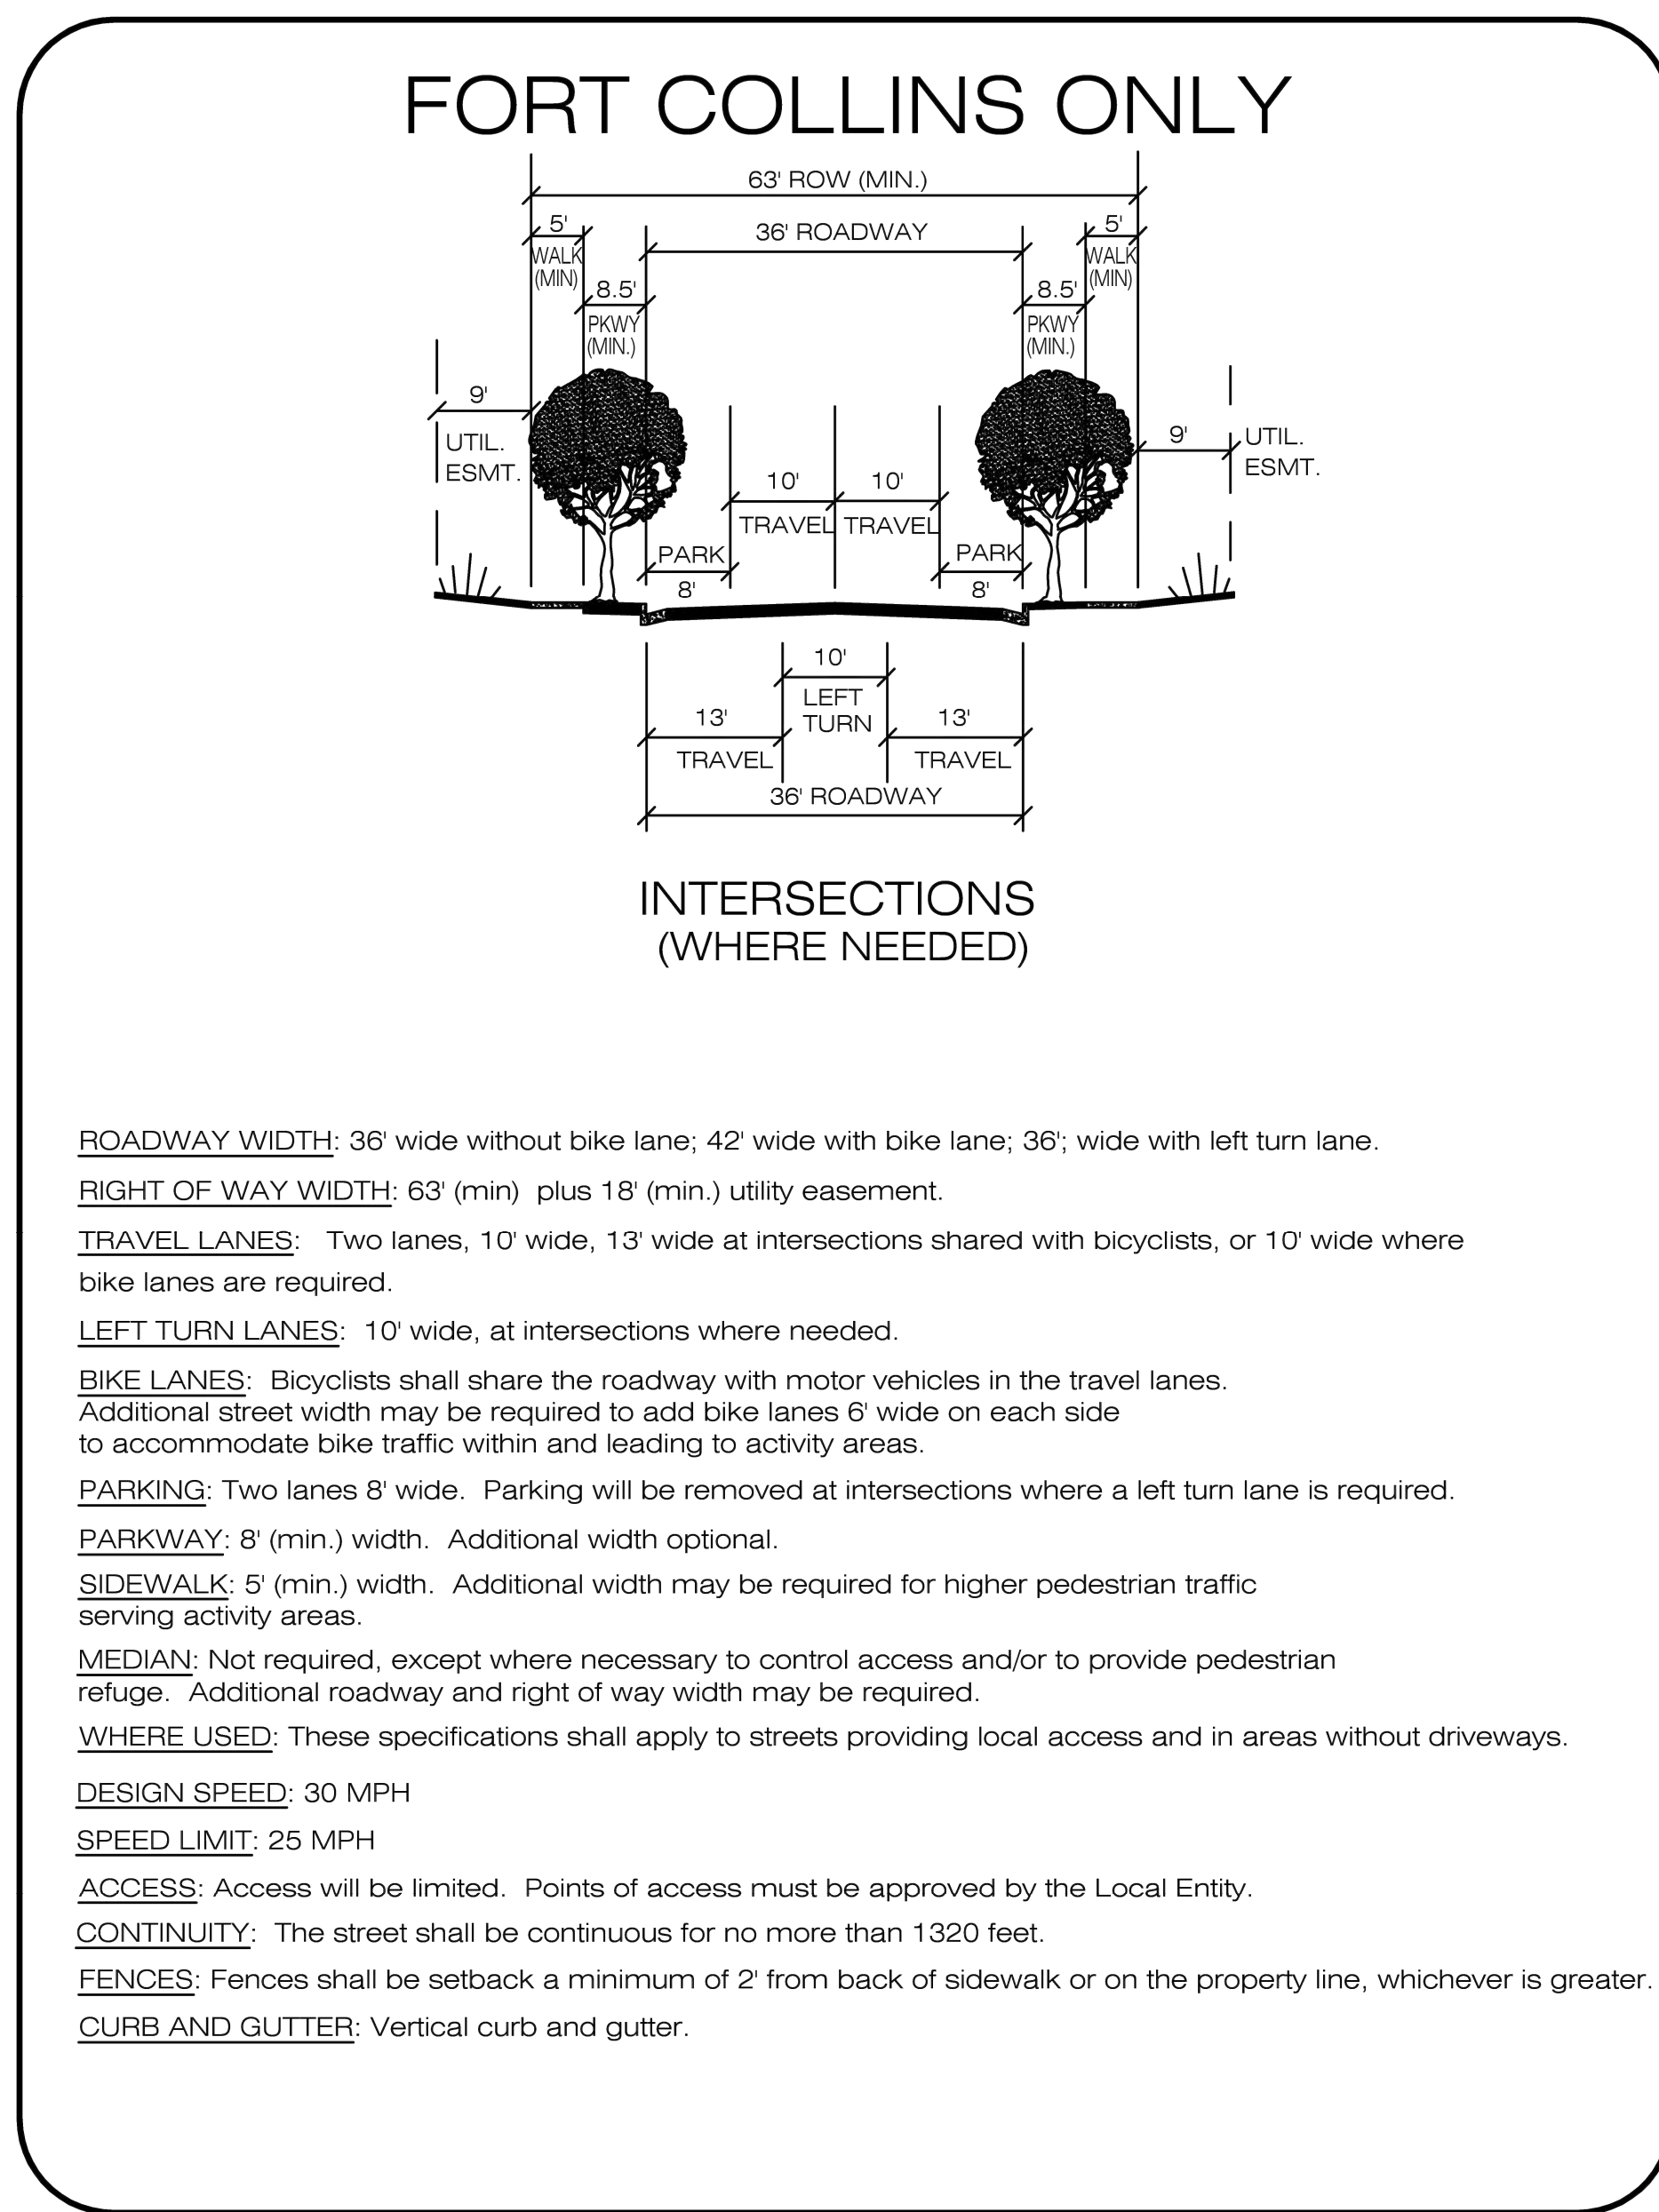 FORT COLLINS ONLY
63' ROW (MIN.)
5'
36' ROADWAY
5'
WALK
(MIN)
WALK
(MIN)
8.5'
8.5'
PKWY
(MIN.)
PKWY
(MIN.)
9'
UTIL.
ESMT.
9'
UTIL.
ESMT.
10'
10'
TRAVEL
TRAVEL
PARK
8'
PARK
8'
10'
LEFT
TURN
13'
13'
TRAVEL
TRAVEL
36' ROADWAY
INTERSECTIONS
(WHERE NEEDED)
ROADWAY WIDTH: 36' wide without bike lane; 42' wide with bike lane; 36'; wide with left turn lane.
RIGHT OF WAY WIDTH: 63' (min)  plus 18' (min.) utility easement.
TRAVEL LANES:   Two lanes, 10' wide, 13' wide at intersections shared with bicyclists, or 10' wide where
bike lanes are required.
LEFT TURN LANES:  10' wide, at intersections where needed.
BIKE LANES:  Bicyclists shall share the roadway with motor vehicles in the travel lanes.
Additional street width may be required to add bike lanes 6' wide on each side
to accommodate bike traffic within and leading to activity areas.
PARKING: Two lanes 8' wide.  Parking will be removed at intersections where a left turn lane is required.
PARKWAY: 8' (min.) width.  Additional width optional.
SIDEWALK: 5' (min.) width.  Additional width may be required for higher pedestrian traffic
serving activity areas.
MEDIAN: Not required, except where necessary to control access and/or to provide pedestrian
refuge.  Additional roadway and right of way width may be required.
WHERE USED: These specifications shall apply to streets providing local access and in areas without driveways.
DESIGN SPEED: 30 MPH
SPEED LIMIT: 25 MPH
ACCESS: Access will be limited.  Points of access must be approved by the Local Entity.
CONTINUITY:  The street shall be continuous for no more than 1320 feet.
FENCES: Fences shall be setback a minimum of 2' from back of sidewalk or on the property line, whichever is greater.
CURB AND GUTTER: Vertical curb and gutter.